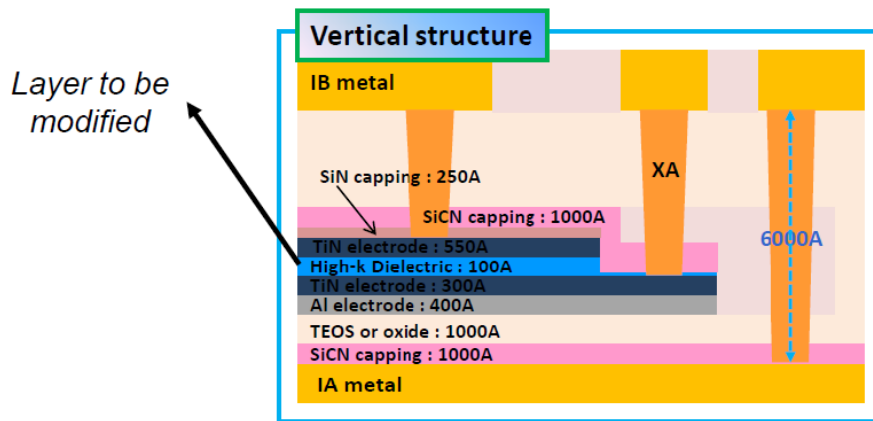 Vertical structure
Layer to be
modified
IB metal
XA
SiN capping : 250A
SiCN capping : 1000A
6000A
TiN electrode : 550A
High-k Dielectric : 100A
TiN electrode : 300A
Al electrode : 400A
TEOS or oxide : 1000A
SiCN capping : 1000A
IA metal